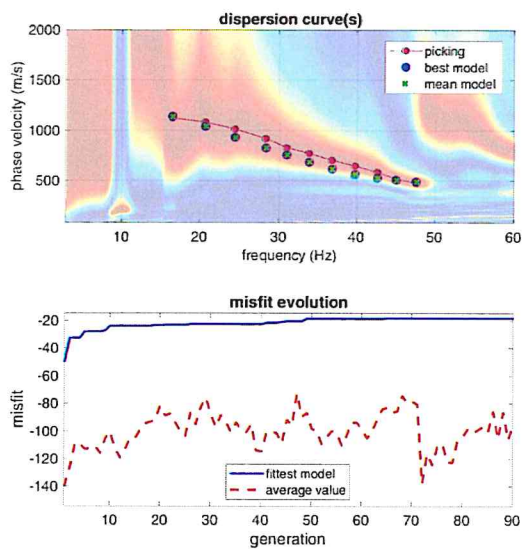 dispersion curve(s)
2000
1500
1000
500
phase velocity (m/s)
picking
best model
mean model
10 20 30 40 50 60
frequency (Hz)
misfit evolution
-20
-40
-60
-80
-100
-120
-140
misfit
fittest model
average value
10 20 30 40 50 60 70 80 90
generation